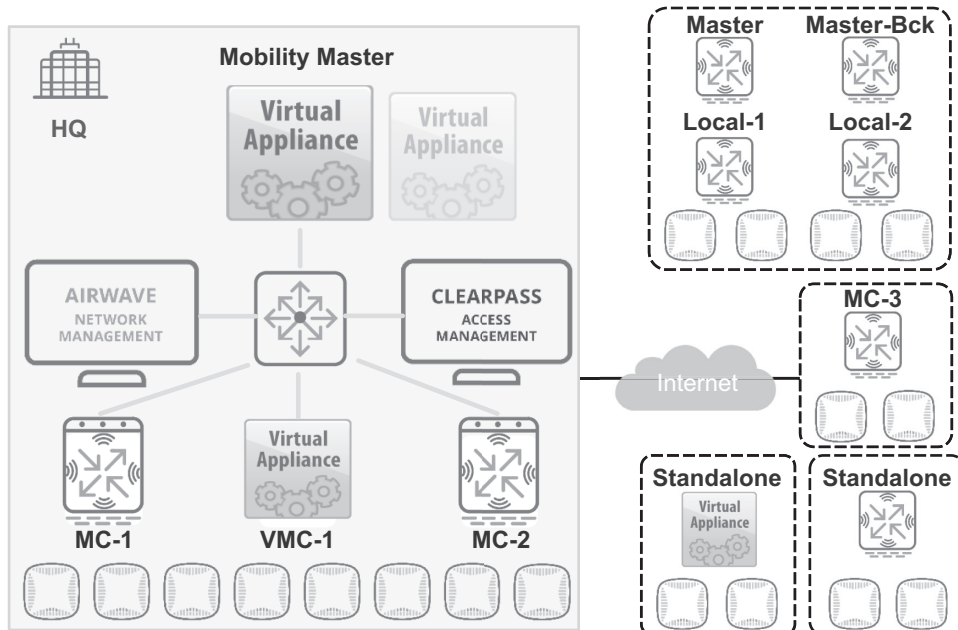 HQ
Mobility Master
Virtual
Appliance
Virtual
Appliance
AIRWAVE
NETWORK
MANAGEMENT
CLEARPASS
ACCESS
MANAGEMENT
Virtual
Appliance
MC-1
VMC-1
MC-2
Master
Master-Bck
Local-1
Local-2
MC-3
Internet
Standalone
Virtual
Appliance
Standalone